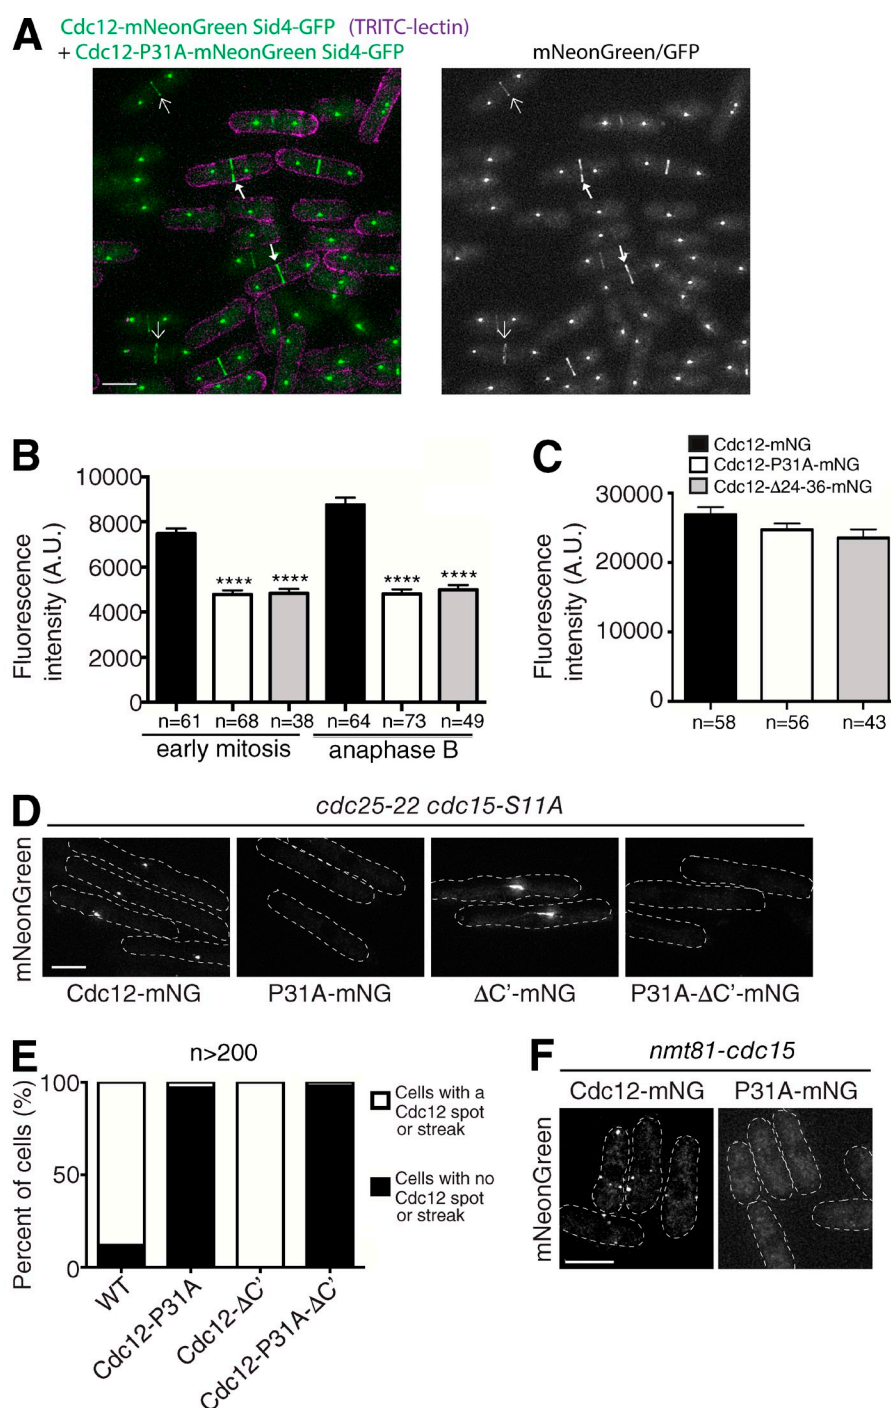 A
Cdc12-mNeonGreen Sid4-GFP (TRITC-lectin)
+ Cdc12-P31A-mNeonGreen Sid4-GFP
mNeonGreen/GFP
B
Fluorescence
intensity (A.U.)
10000
8000
6000
4000
2000
0
**** ****
**** ****
n=61 n=68 n=38 n=64 n=73 n=49
early mitosis anaphase B
C
Cdc12-mNG
Cdc12-P31A-mNG
Cdc12-Δ24-36-mNG
Fluorescence
intensity (A.U.)
30000
20000
10000
0
n=58 n=56 n=43
D
cdc25-22 cdc15-S11A
mNeonGreen
Cdc12-mNG P31A-mNG ΔC'-mNG P31A-ΔC'-mNG
E
n>200
Percent of cells (%)
100
50
0
Cells with a
Cdc12 spot
or streak
Cells with no
Cdc12 spot
or streak
WT
Cdc12-P31A
Cdc12-ΔC'
Cdc12-P31A-ΔC'
F
nmt81-cdc15
Cdc12-mNG P31A-mNG
mNeonGreen